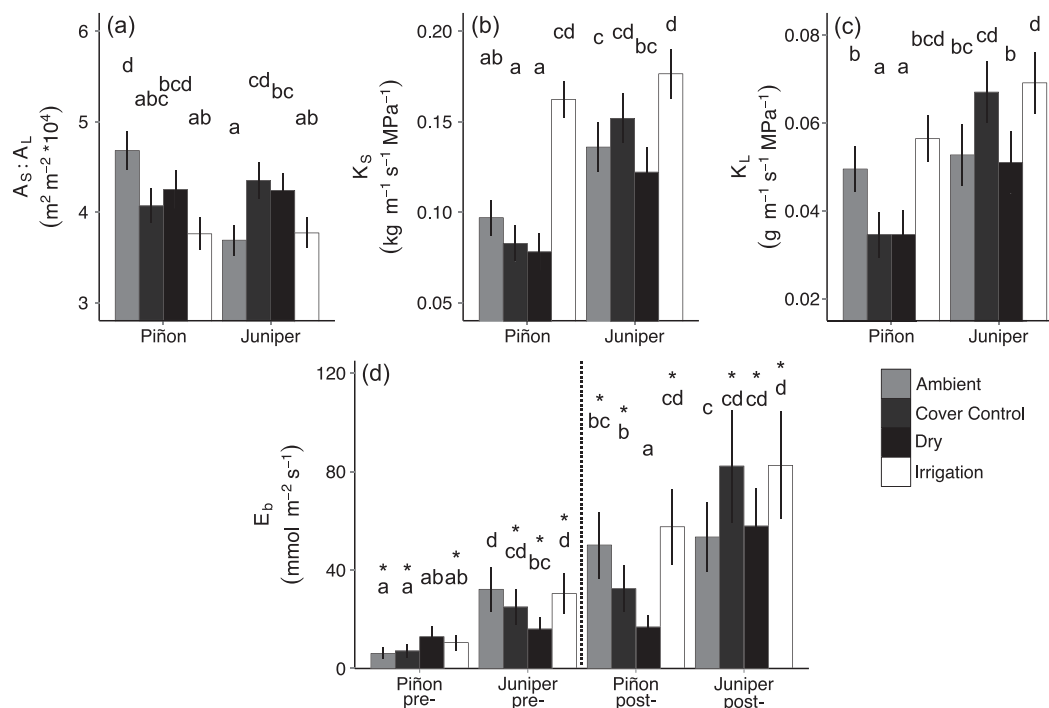 (a)
6
5
4
3
A_S : A_L
(m² m⁻² *10⁴)
d
abc
bcd
ab
a
cd
bc
ab
Piñon
Juniper
(b)
0.20
0.15
0.10
0.05
K_S
(kg m⁻¹ s⁻¹ MPa⁻¹)
ab
a
a
cd
c
cd
bc
d
Piñon
Juniper
(c)
0.08
0.06
0.04
0.02
K_L
(g m⁻¹ s⁻¹ MPa⁻¹)
b
a
a
bcd
bc
cd
b
d
Piñon
Juniper
(d)
120
80
40
0
E_b
(mmol m⁻² s⁻¹)
*
a
*
a
ab
*
ab
d
*
cd
*
bc
*
d
*
bc
*
b
a
*
cd
c
*
cd
*
cd
*
d
Piñon
pre-
Juniper
pre-
Piñon
post-
Juniper
post-
Ambient
Cover Control
Dry
Irrigation